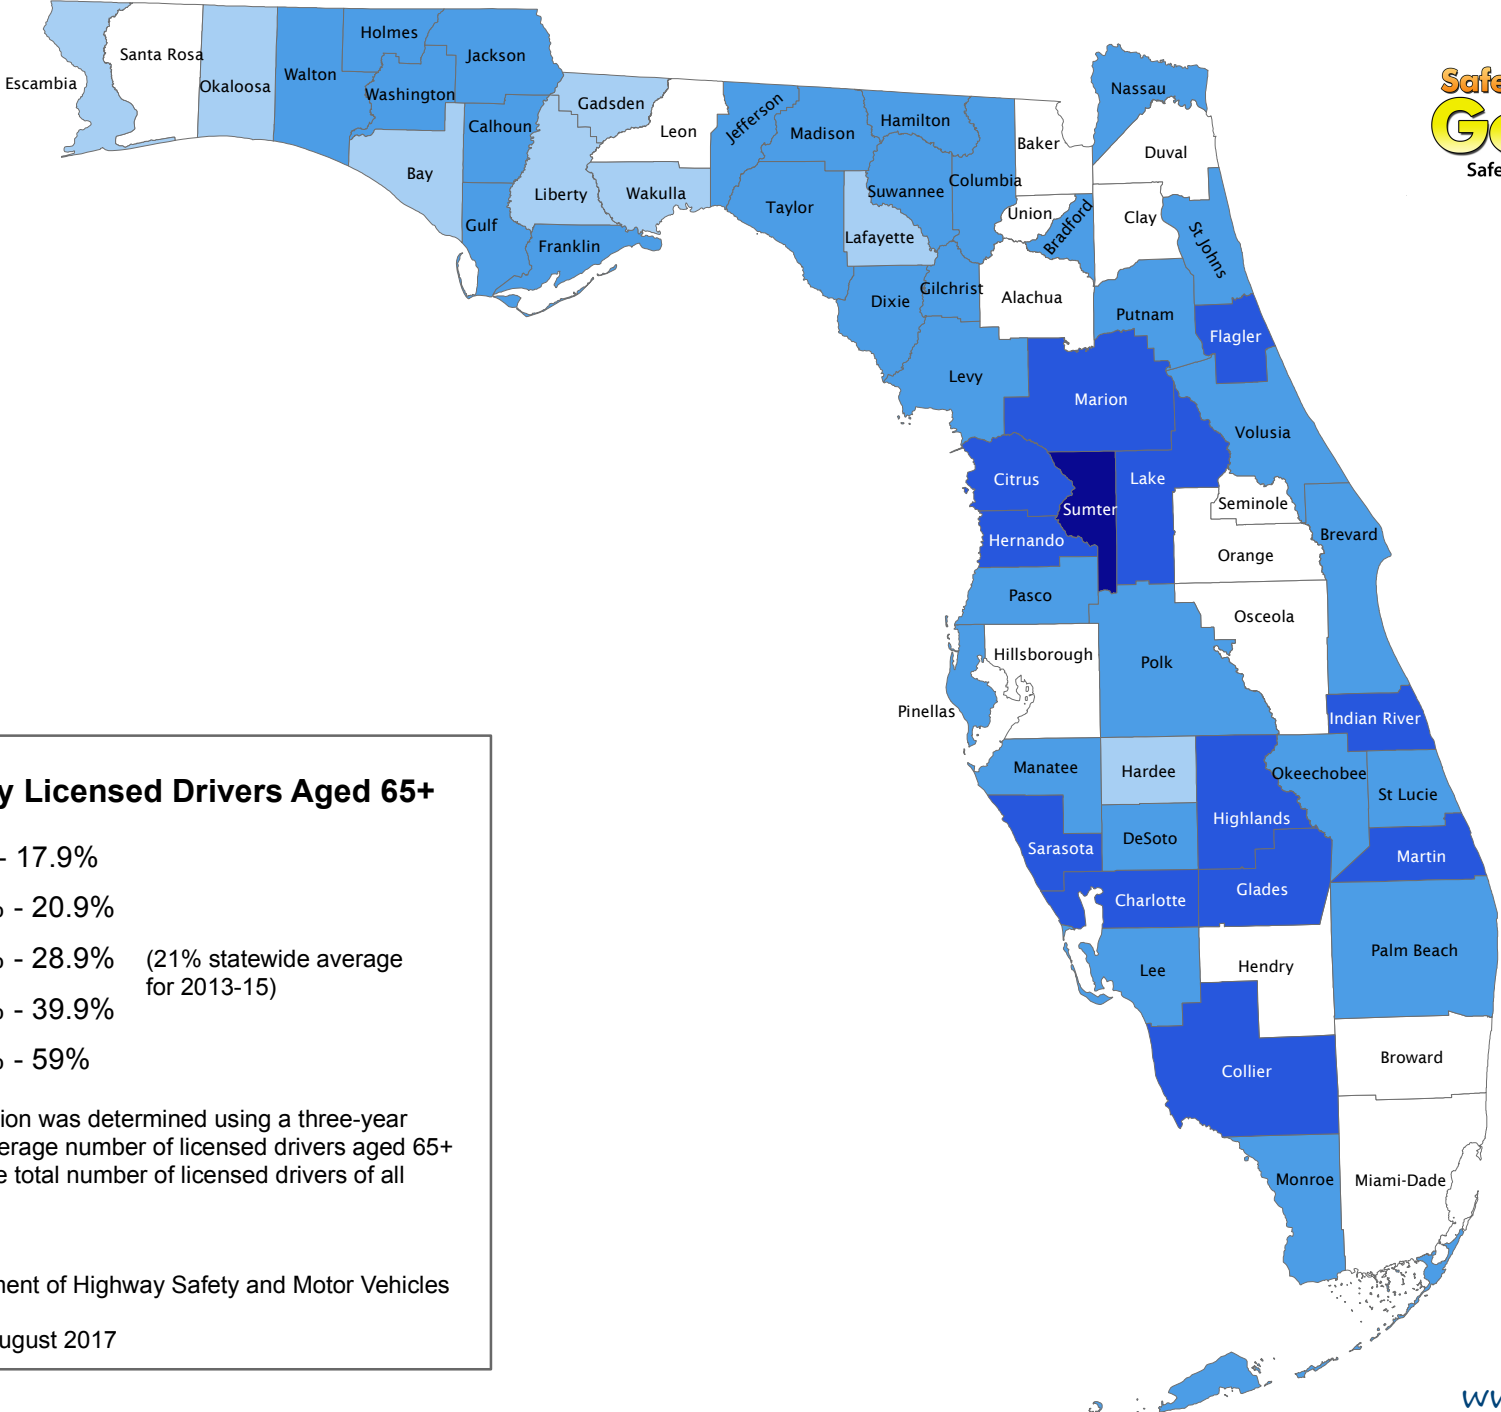 Escambia
Santa Rosa
Okaloosa
Walton
Holmes
Jackson
Washington
Bay
Calhoun
Gulf
Gadsden
Liberty
Franklin
Leon
Wakulla
Jefferson
Madison
Taylor
Hamilton
Suwannee
Lafayette
Columbia
Dixie
Gilchrist
Levy
Baker
Union
Bradford
Alachua
Nassau
Duval
Clay
St Johns
Putnam
Flagler
Marion
Volusia
Citrus
Sumter
Lake
Hernando
Seminole
Orange
Brevard
Pasco
Osceola
Hillsborough
Pinellas
Polk
Indian River
Manatee
Hardee
Highlands
Okeechobee
St Lucie
Sarasota
DeSoto
Martin
Charlotte
Glades
Lee
Hendry
Palm Beach
Collier
Broward
Monroe
Miami-Dade
Safe
G
Safe
y Licensed Drivers Aged 65+
- 17.9%
% - 20.9%
% - 28.9% (21% statewide average
for 2013-15)
% - 39.9%
% - 59%
ion was determined using a three-year
erage number of licensed drivers aged 65+
e total number of licensed drivers of all
nent of Highway Safety and Motor Vehicles
ugust 2017